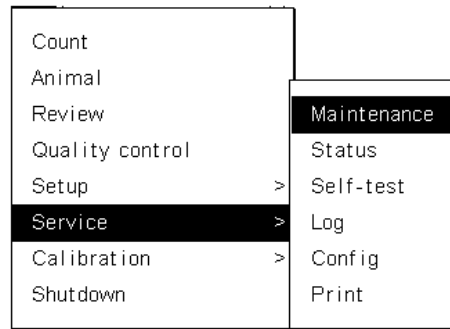 Count
Animal
Review
Quality control
Setup >
Service >
Calibration >
Shutdown
Maintenance
Status
Self-test
Log
Config
Print